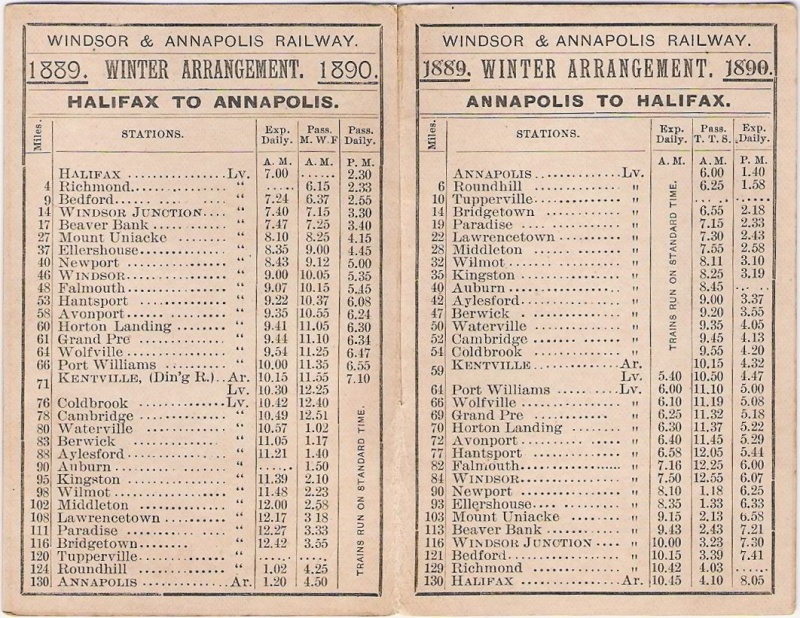 WINDSOR & ANNAPOLIS RAILWAY.
1889. WINTER ARRANGEMENT. 1890.
HALIFAX TO ANNAPOLIS.
Miles. STATIONS. Exp. Daily. Pass. M. W. F Pass. Daily.
A. M. A. M. P. M.
HALIFAX Lv. 7.00 ...... 2.30
4 Richmond " ...... 6.15 2.33
9 Bedford " 7.24 6.37 2.55
14 WINDSOR JUNCTION " 7.40 7.15 3.30
17 Beaver Bank " 7.47 7.25 3.40
27 Mount Uniacke " 8.10 8.25 4.15
37 Ellershouse " 8.35 9.00 4.45
40 Newport " 8.43 9.12 5.00
46 WINDSOR " 9.00 10.05 5.35
48 Falmouth " 9.07 10.15 5.45
53 Hantsport " 9.22 10.37 6.08
58 Avonport " 9.35 10.55 6.24
60 Horton Landing " 9.41 11.05 6.30
61 Grand Pre " 9.44 11.10 6.34
64 Wolfville " 9.54 11.25 6.47
66 Port Williams " 10.00 11.35 6.55
71 KENTVILLE, (Din'g R.) Ar. 10.15 11.55 7.10
Lv. 10.30 12.25
76 Coldbrook Lv. 10.42 12.40
78 Cambridge " 10.49 12.51
80 Waterville " 10.57 1.02
83 Berwick " 11.05 1.17
88 Aylesford " 11.21 1.40
90 Auburn " ...... 1.50
95 Kingston " 11.39 2.10
98 Wilmot " 11.48 2.23
102 Middleton " 12.00 2.58
108 Lawrencetown " 12.17 3 18
111 Paradise " 12.27 3.33
116 Bridgetown " 12.42 3.55
120 Tupperville " ...... ......
124 Roundhill " 1.02 4.25
130 ANNAPOLIS Ar. 1.20 4.50
TRAINS RUN ON STANDARD TIME.
WINDSOR & ANNAPOLIS RAILWAY.
1889. WINTER ARRANGEMENT. 1890.
ANNAPOLIS TO HALIFAX.
Miles. STATIONS. Exp. Daily. Pass. T. T. S. Exp. Daily.
A. M. A. M. P. M.
ANNAPOLIS Lv. 6.00 1.40
6 Roundhill " 6.25 1.58
10 Tupperville " ...... ......
14 Bridgetown " 6.55 2.18
19 Paradise " 7.15 2.33
22 Lawrencetown " 7.30 2.43
28 Middleton " 7.55 2.58
32 Wilmot " 8.11 3.10
35 Kingston " 8.25 3.19
40 Auburn " 8.45 ......
42 Aylesford " 9.00 3.37
47 Berwick " 9.20 3.55
50 Waterville " 9.35 4.05
52 Cambridge " 9.45 4.13
54 Coldbrook " 9.55 4.20
59 KENTVILLE Ar. 10.15 4.32
Lv. 5.40 10.50 4.47
64 Port Williams Lv. 6.00 11.10 5.00
66 Wolfville " 6.10 11.19 5.08
69 Grand Pre " 6.25 11.32 5.18
70 Horton Landing " 6.30 11.37 5.22
72 Avonport " 6.40 11.45 5.29
77 Hantsport " 6.58 12.05 5.44
82 Falmouth " 7.16 12.25 6.00
84 WINDSOR " 7.50 12.55 6.07
90 Newport " 8.10 1.18 6.25
93 Ellershouse " 8.35 1.33 6.33
103 Mount Uniacke " 9.15 2.13 6.58
113 Beaver Bank " 9.43 2.43 7.21
116 WINDSOR JUNCTION " 10.00 3.23 7.30
121 Bedford " 10.15 3.39 7.41
129 Richmond " 10.42 4.03 ......
130 HALIFAX Ar. 10.45 4.10 8.05
TRAINS RUN ON STANDARD TIME.